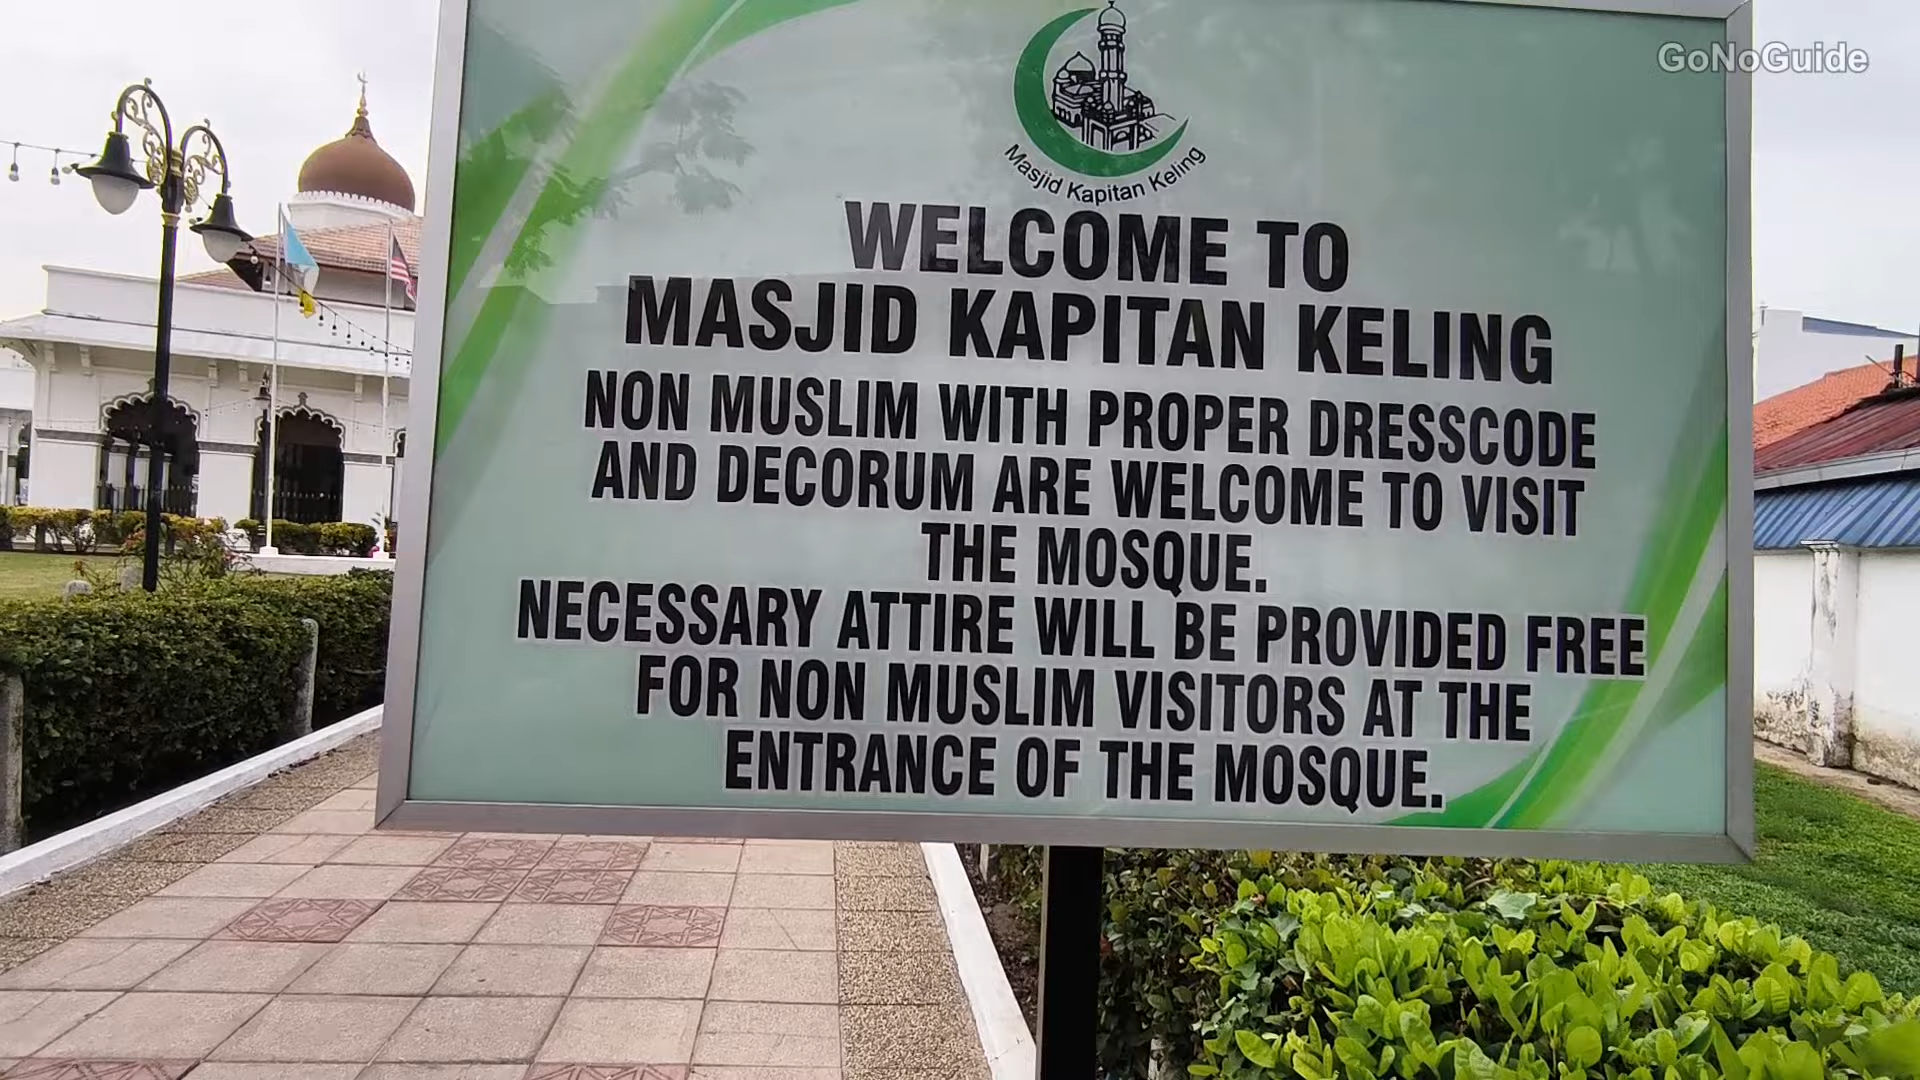 GoNoGuide
Masjid Kapitan Keling
WELCOME TO
MASJID KAPITAN KELING
NON MUSLIM WITH PROPER DRESSCODE
AND DECORUM ARE WELCOME TO VISIT
THE MOSQUE.
NECESSARY ATTIRE WILL BE PROVIDED FREE
FOR NON MUSLIM VISITORS AT THE
ENTRANCE OF THE MOSQUE.